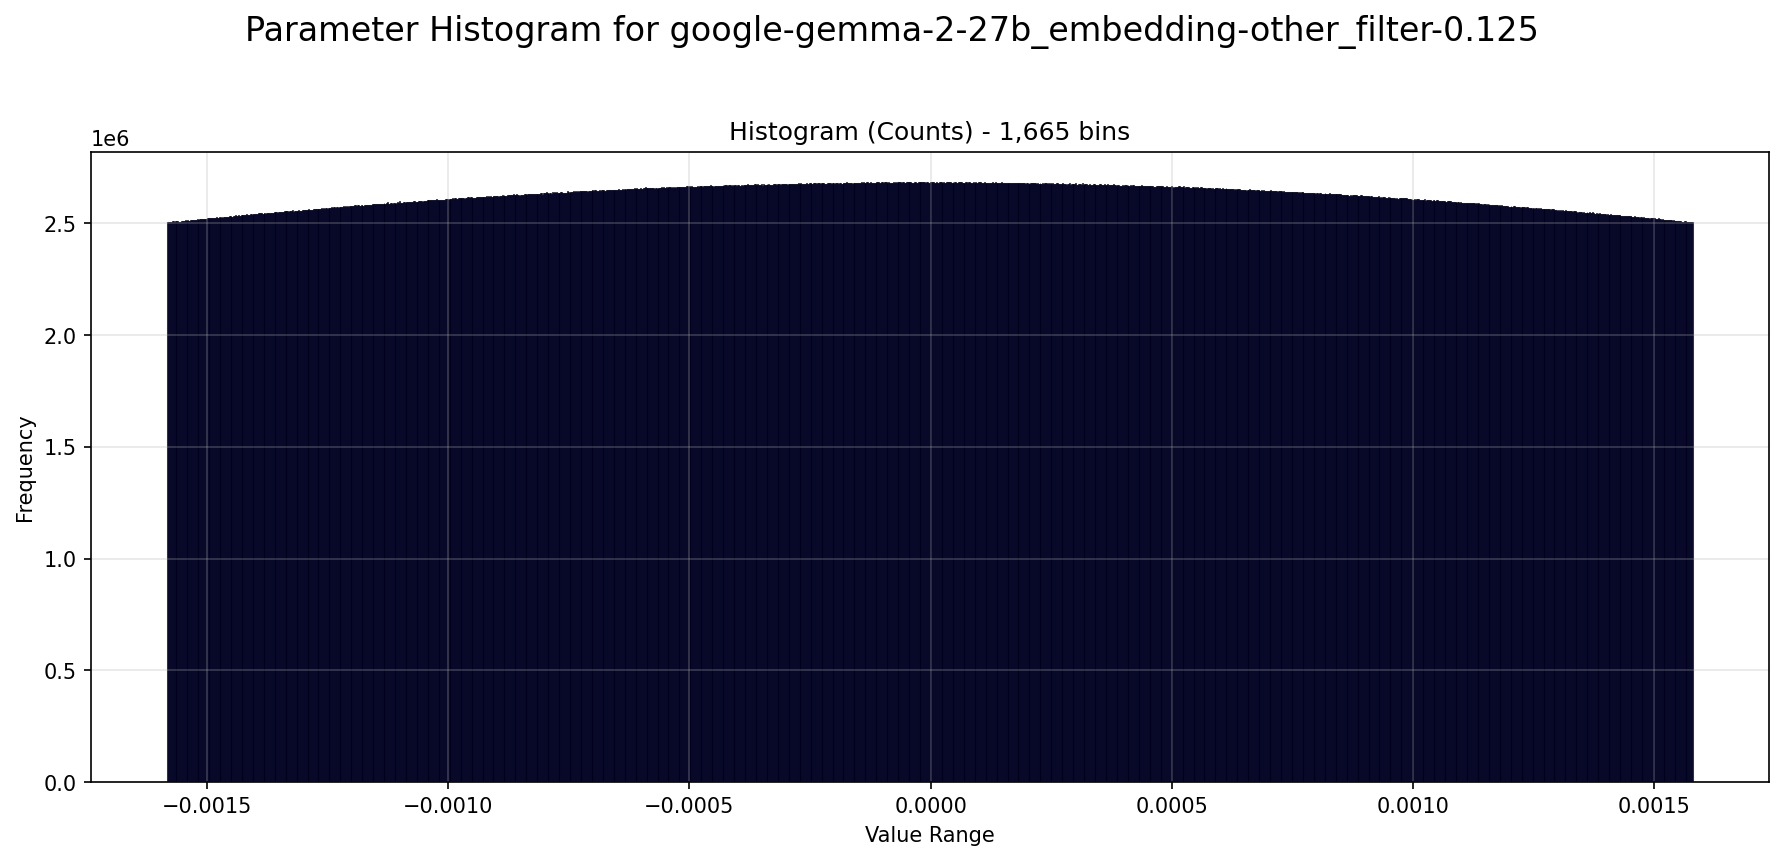 Parameter Histogram for google-gemma-2-27b_embedding-other_filter-0.125
Histogram (Counts) - 1,665 bins
1e6
2.5
2.0
1.5
1.0
0.5
0.0
Frequency
−0.0015 −0.0010 −0.0005 0.0000 0.0005 0.0010 0.0015
Value Range